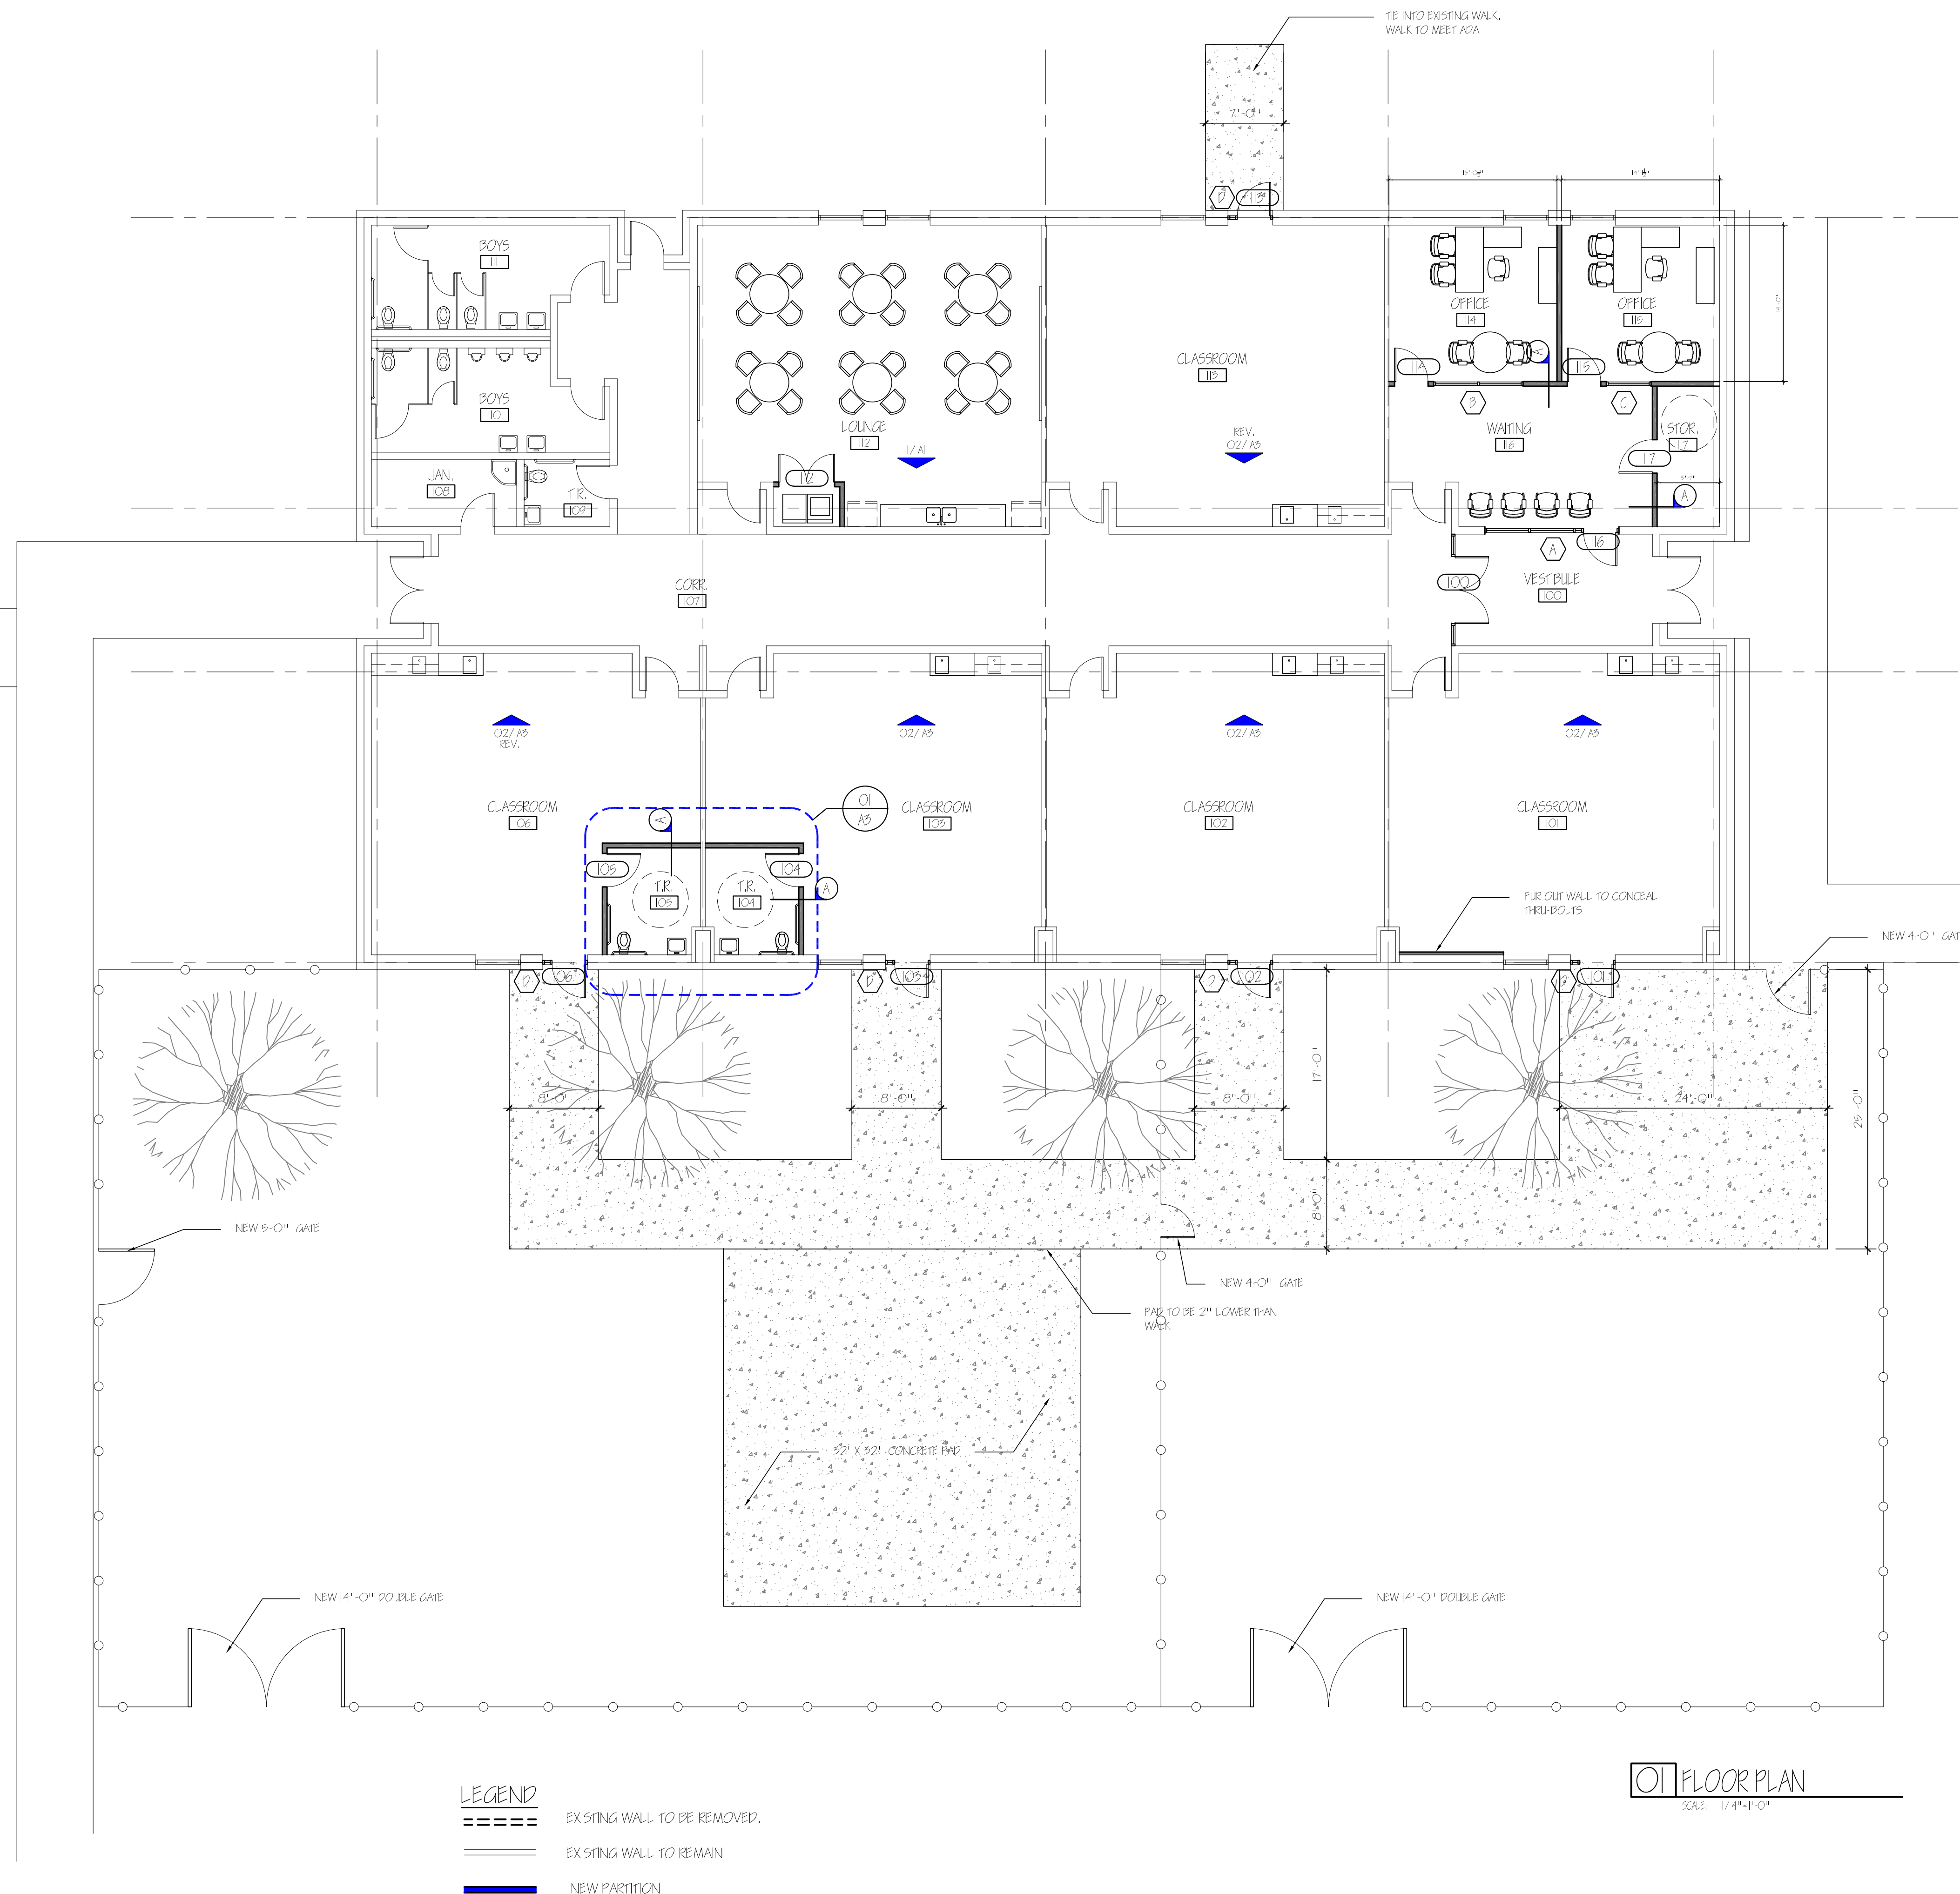 TIE INTO EXISTING WALK.
WALK TO MEET ADA
7'-0"
D
113
BOYS
111
OFFICE
114
OFFICE
115
CLASSROOM
113
A
114
115
BOYS
110
B
C
LOUNGE
112
WAITING
116
STOR.
117
1/ A1
REV.
02/ A3
117
JAN.
108
112
T.R.
109
A
116
A
CORR.
107
100
VESTIBULE
100
02/ A3
REV.
02/ A3
02/ A3
02/ A3
CLASSROOM
106
01
A3
CLASSROOM
103
CLASSROOM
102
CLASSROOM
101
A
105
104
T.R.
105
T.R.
104
A
FUR OUT WALL TO CONCEAL
THRU-BOLTS
NEW 4-0" GAT
D
106
D
103
D
102
D
101
17'-0"
8'-0"
8'-0"
8'-0"
24'-0"
25'-0"
8'-0"
NEW 5-0" GATE
NEW 4-0" GATE
PAD TO BE 2" LOWER THAN
WALK
32' X 32' CONCRETE PAD
NEW 14'-0" DOUBLE GATE
NEW 14'-0" DOUBLE GATE
01 FLOOR PLAN
SCALE: 1/4"=1'-0"
LEGEND
EXISTING WALL TO BE REMOVED.
EXISTING WALL TO REMAIN
NEW PARTITION